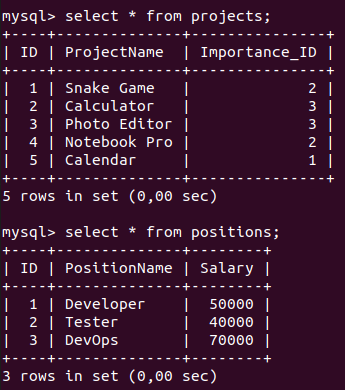 mysql> select * from projects;
+----+--------------+---------------+
| ID | ProjectName  | Importance_ID |
+----+--------------+---------------+
|  1 | Snake Game   |             2 |
|  2 | Calculator   |             3 |
|  3 | Photo Editor |             3 |
|  4 | Notebook Pro |             2 |
|  5 | Calendar     |             1 |
+----+--------------+---------------+
5 rows in set (0,00 sec)

mysql> select * from positions;
+----+--------------+--------+
| ID | PositionName | Salary |
+----+--------------+--------+
|  1 | Developer    |  50000 |
|  2 | Tester       |  40000 |
|  3 | DevOps       |  70000 |
+----+--------------+--------+
3 rows in set (0,00 sec)